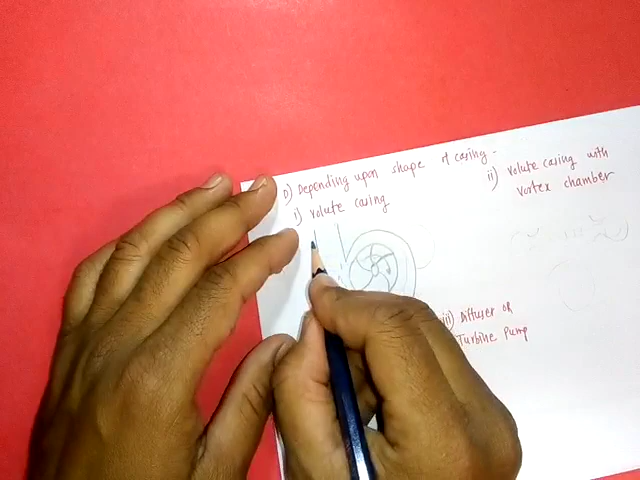 D) Depending upon shape of casing -
i) Volute casing
ii) Volute casing with
vortex chamber
iii) Diffuser or
Turbine Pump